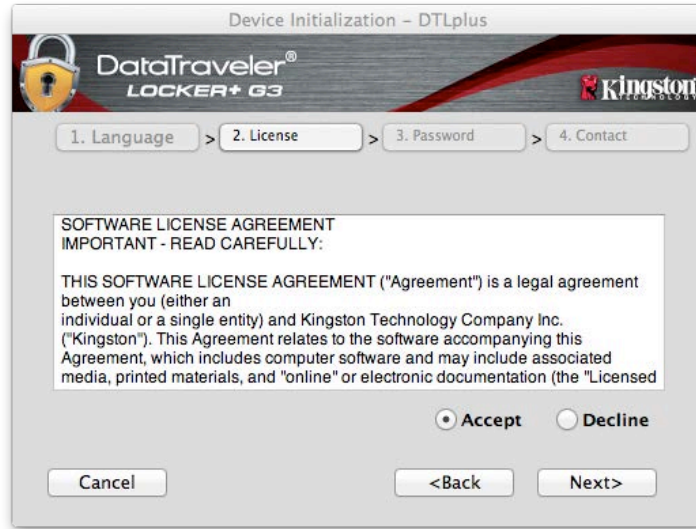 Device Initialization – DTLplus
DataTraveler®
LOCKER+ G3
Kingston
TECHNOLOGY
1. Language > 2. License > 3. Password > 4. Contact
SOFTWARE LICENSE AGREEMENT
IMPORTANT - READ CAREFULLY:
THIS SOFTWARE LICENSE AGREEMENT ("Agreement") is a legal agreement
between you (either an
individual or a single entity) and Kingston Technology Company Inc.
("Kingston"). This Agreement relates to the software accompanying this
Agreement, which includes computer software and may include associated
media, printed materials, and "online" or electronic documentation (the "Licensed
Accept Decline
Cancel <Back Next>